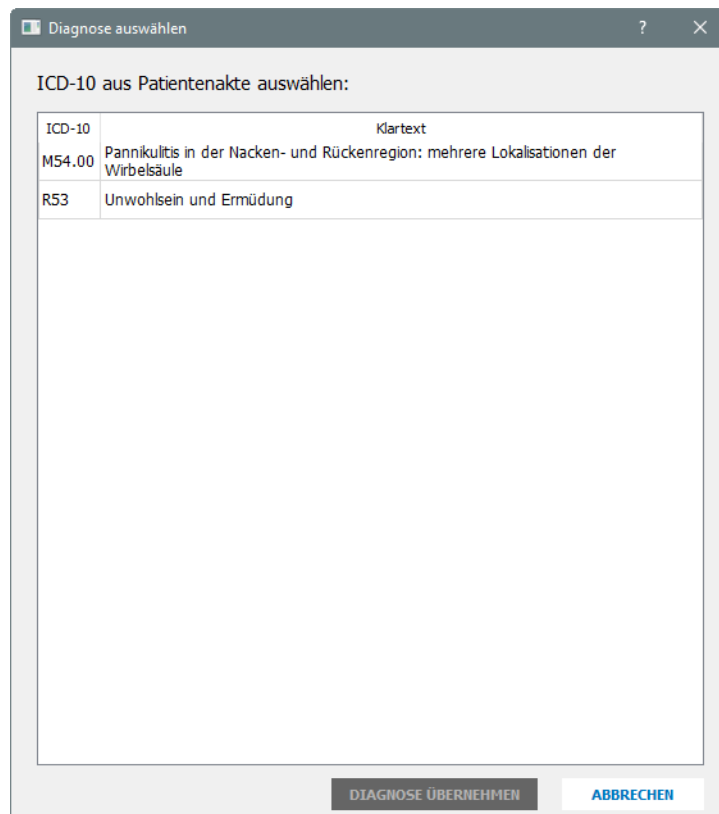 Diagnose auswählen ? ×
ICD-10 aus Patientenakte auswählen:
ICD-10 Klartext
M54.00 Pannikulitis in der Nacken- und Rückenregion: mehrere Lokalisationen der
Wirbelsäule
R53 Unwohlsein und Ermüdung
DIAGNOSE ÜBERNEHMEN ABBRECHEN